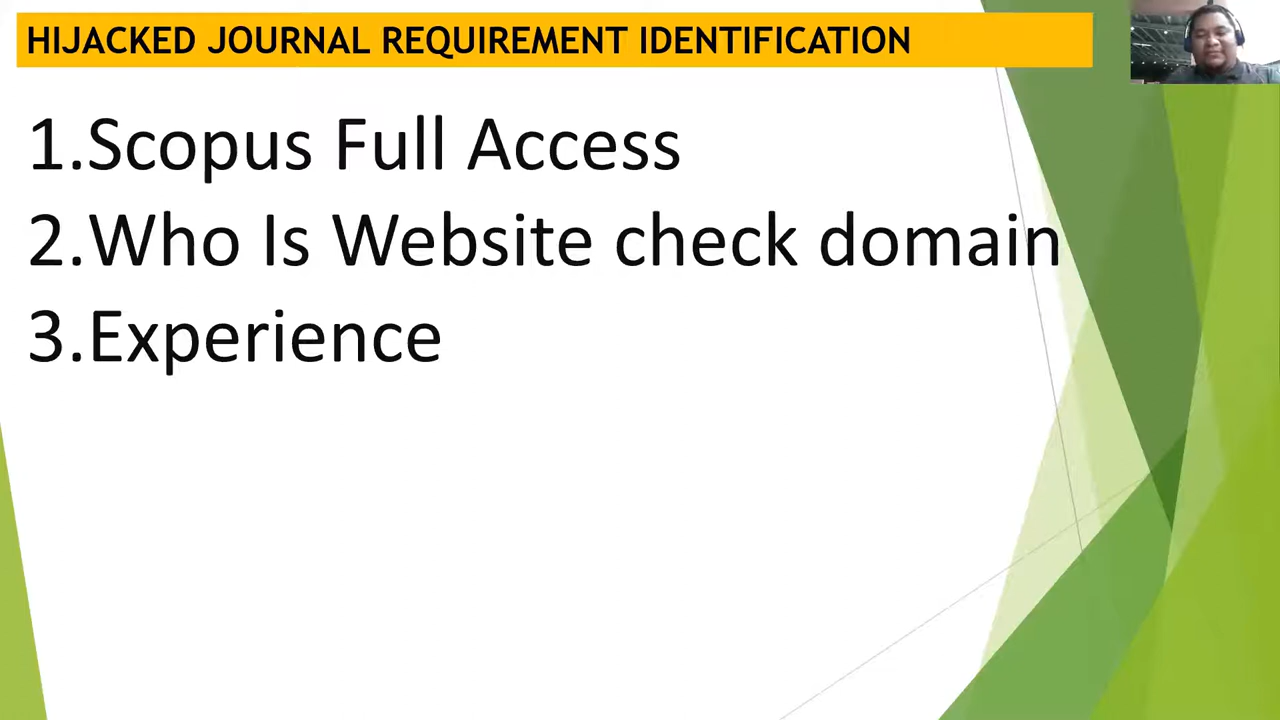 HIJACKED JOURNAL REQUIREMENT IDENTIFICATION
1.Scopus Full Access
2.Who Is Website check domain
3.Experience